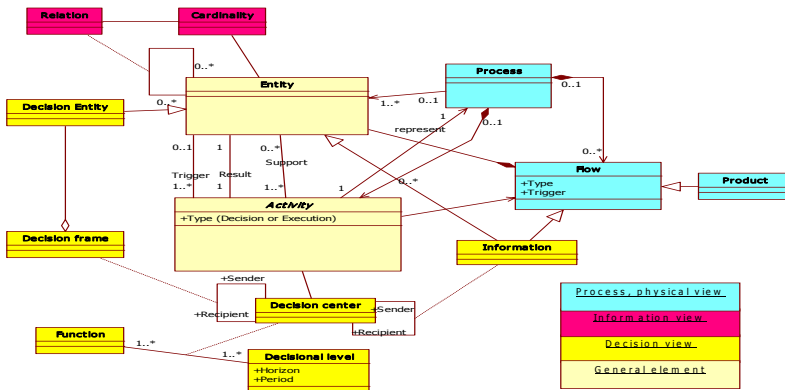 Relation
Cardinality
0..*
Entity
Process
0..1
0..1
1..*
0..1
Decision Entity
0..*
1
represent
0..1
1
0..*
Support
Trigger
Result
1..*
1
1..*
1
0..*
0..*
Flow
+Type
+Trigger
Product
Activity
+Type (Decision or Execution)
Decision frame
Information
+Sender
+Recipient
Decision center
+Sender
+Recipient
Function
1..*
1..*
Decisional level
+Horizon
+Period
Process, physical view
Information view
Decision view
General element